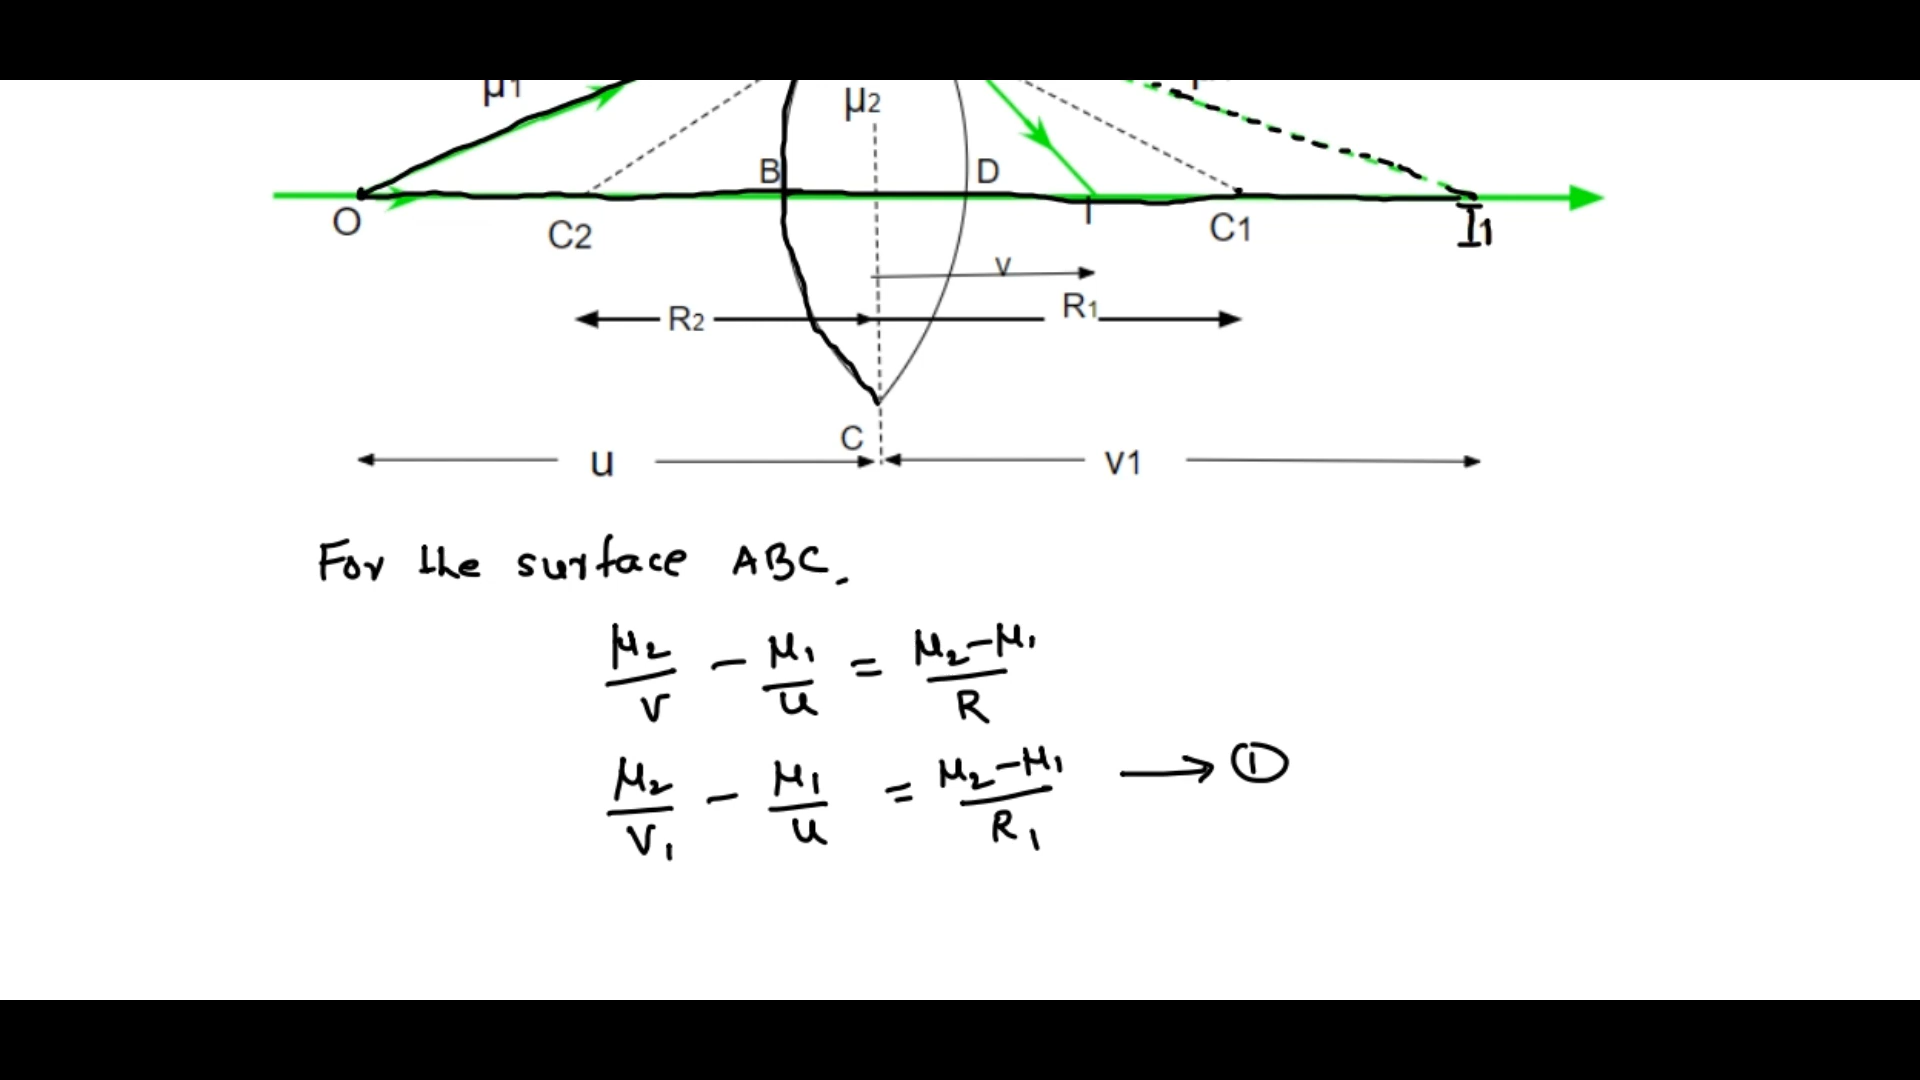 μ1
μ2
B
D
O
C2
I
C1
I1
v
R2
R1
C
u
v1
For the surface ABC.
μ2/v - μ1/u = μ2-μ1/R
μ2/v1 - μ1/u = μ2-μ1/R1 → ①